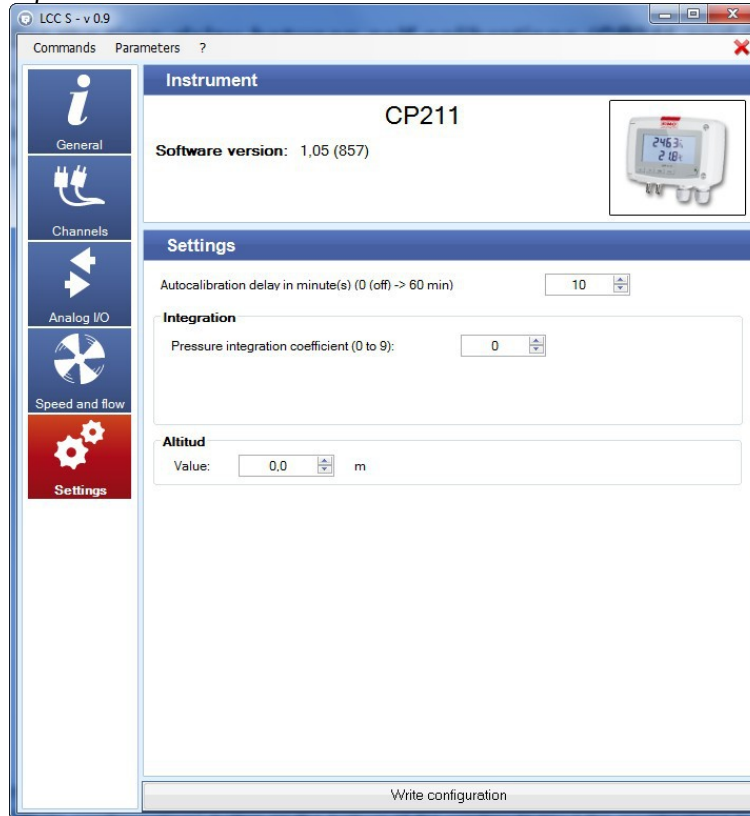 LCC S - v 0.9
Commands Parameters ?
General
Channels
Analog I/O
Speed and flow
Settings
Instrument
CP211
Software version: 1,05 (857)
Settings
Autocalibration delay in minute(s) (0 (off) -> 60 min) 10
Integration
Pressure integration coefficient (0 to 9): 0
Altitud
Value: 0,0 m
Write configuration